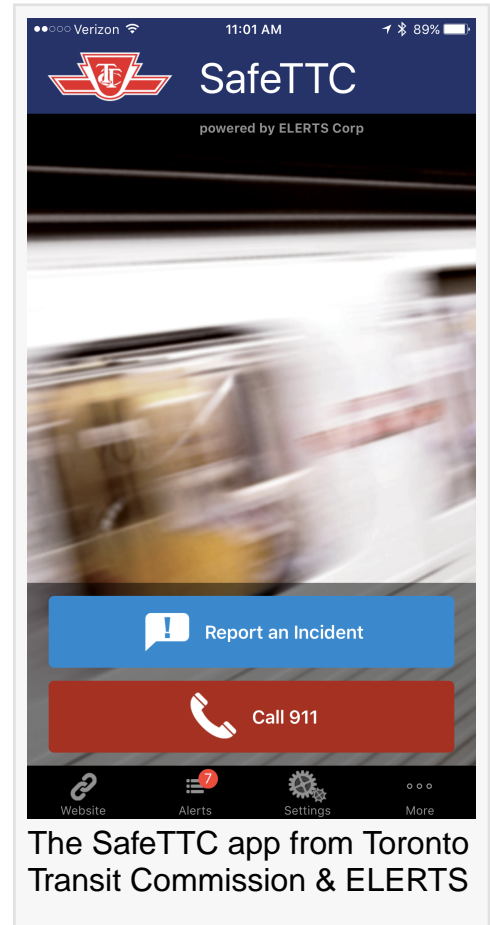 Verizon 11:01 AM 89%
TTC SafeTTC
powered by ELERTS Corp
! Report an Incident
Call 911
7
Website Alerts Settings More
The SafeTTC app from Toronto
Transit Commission & ELERTS